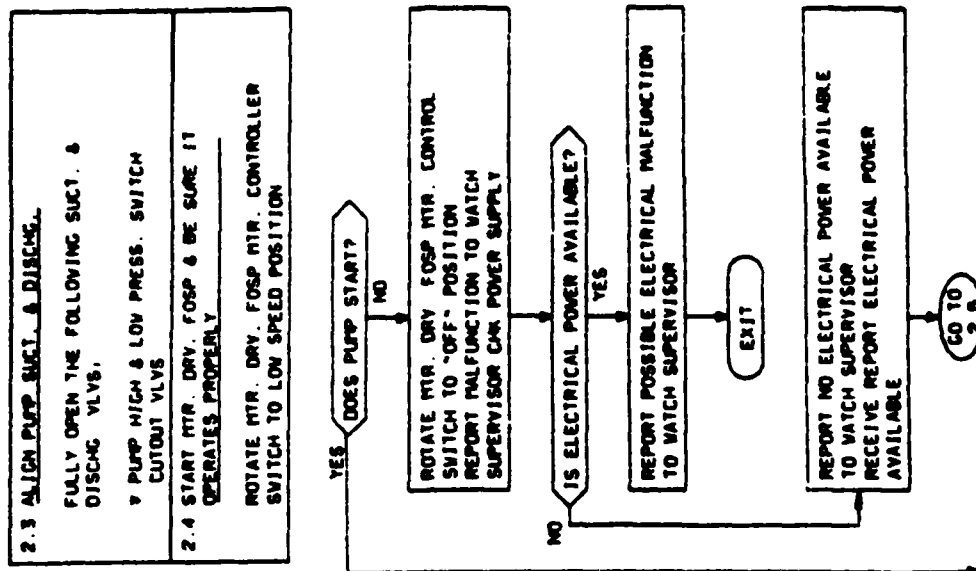 2.3 ALIGN PUMP SUCT. & DISCHG.
FULLY OPEN THE FOLLOWING SUCT. &
DISCHG VLVS,
PUMP HIGH & LOW PRESS. SWITCH
CUTOUT VLVS
2.4 START MTR. DRV. FOSP & BE SURE IT
OPERATES PROPERLY
ROTATE MTR. DRV. FOSP MTR. CONTROLLER
SWITCH TO LOW SPEED POSITION
DOES PUMP START?
YES
NO
ROTATE MTR. DRV FOSP MTR. CONTROL
SWITCH TO "OFF" POSITION
REPORT MALFUNCTION TO WATCH
SUPERVISOR CHK POWER SUPPLY
IS ELECTRICAL POWER AVAILABLE?
NO
YES
REPORT POSSIBLE ELECTRICAL MALFUNCTION
TO WATCH SUPERVISOR
EXIT
REPORT NO ELECTRICAL POWER AVAILABLE
TO WATCH SUPERVISOR
RECEIVE REPORT ELECTRICAL POWER
AVAILABLE
GO TO